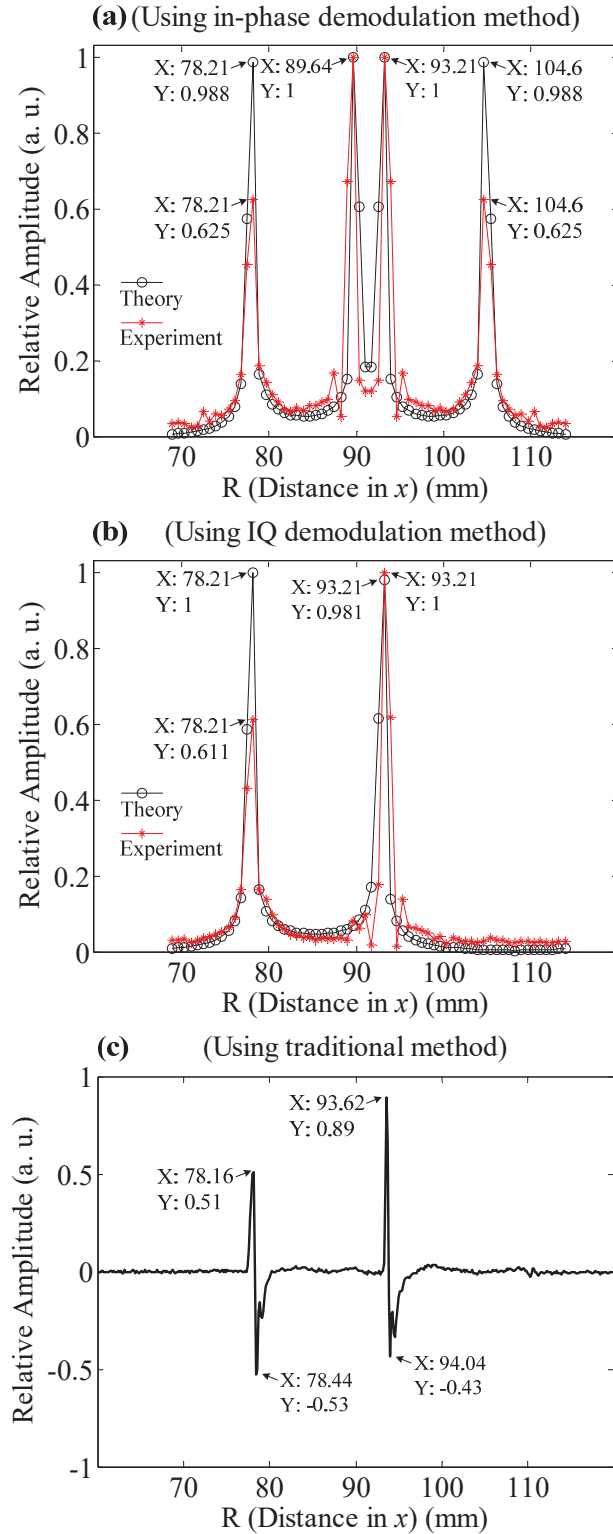 (a) (Using in-phase demodulation method)
X: 78.21
Y: 0.988
X: 89.64
Y: 1
X: 93.21
Y: 1
X: 104.6
Y: 0.988
X: 78.21
Y: 0.625
X: 104.6
Y: 0.625
Theory
Experiment
1
0.8
0.6
0.4
0.2
0
Relative Amplitude (a. u.)
70 80 90 100 110
R (Distance in x) (mm)
(b) (Using IQ demodulation method)
X: 78.21
Y: 1
X: 93.21
Y: 0.981
X: 93.21
Y: 1
X: 78.21
Y: 0.611
Theory
Experiment
1
0.8
0.6
0.4
0.2
0
Relative Amplitude (a. u.)
70 80 90 100 110
R (Distance in x) (mm)
(c) (Using traditional method)
X: 93.62
Y: 0.89
X: 78.16
Y: 0.51
X: 78.44
Y: -0.53
X: 94.04
Y: -0.43
1
0.5
0
-0.5
-1
Relative Amplitude (a. u.)
60 70 80 90 100 110
R (Distance in x) (mm)